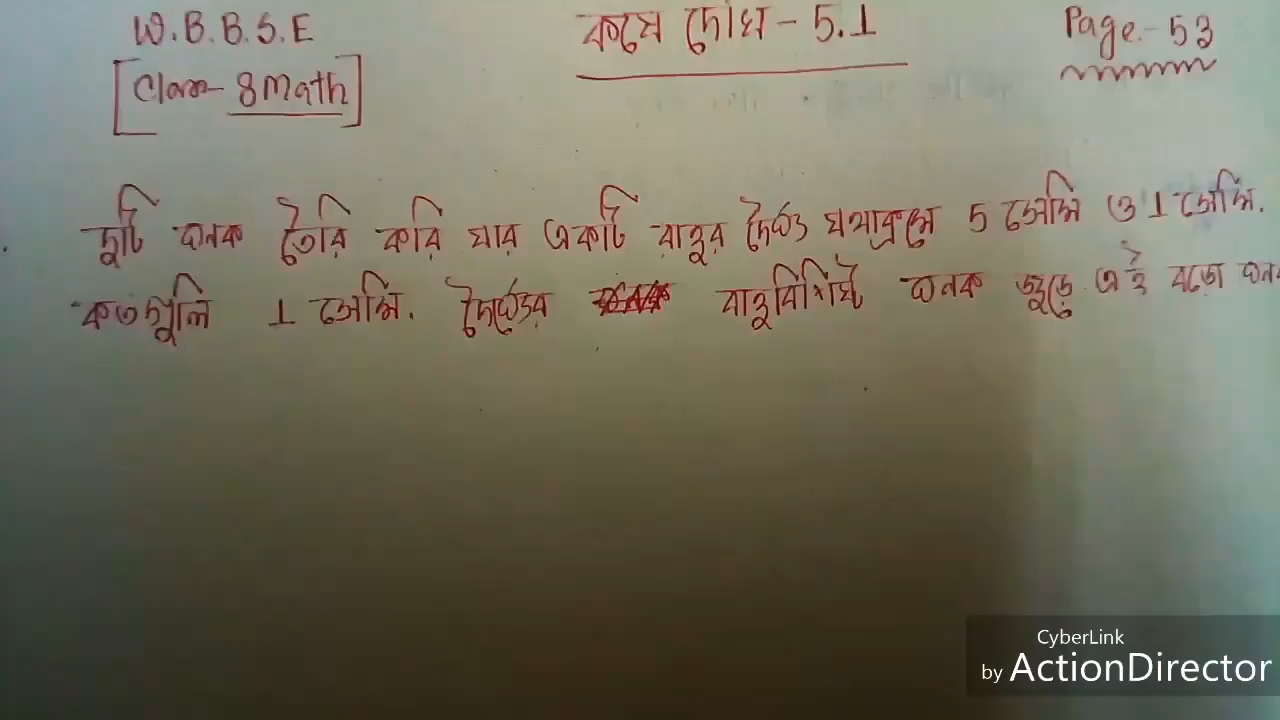 W.B.B.S.E
কষে দেখি - 5.1
Page - 53
[Class - 8 Math]
দুটি ঘনক তৈরি করি যার একটি বাহুর দৈর্ঘ্য যথাক্রমে 5 সেমি ও 1 সেমি.
কতগুলি 1 সেমি. দৈর্ঘ্যের বাহুবিশিষ্ট ঘনক জুড়ে এই বড়ো
CyberLink
by ActionDirector